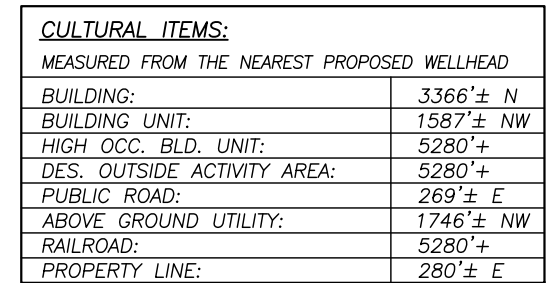 CULTURAL ITEMS:
MEASURED FROM THE NEAREST PROPOSED WELLHEAD
BUILDING: 3366'± N
BUILDING UNIT: 1587'± NW
HIGH OCC. BLD. UNIT: 5280'+
DES. OUTSIDE ACTIVITY AREA: 5280'+
PUBLIC ROAD: 269'± E
ABOVE GROUND UTILITY: 1746'± NW
RAILROAD: 5280'+
PROPERTY LINE: 280'± E